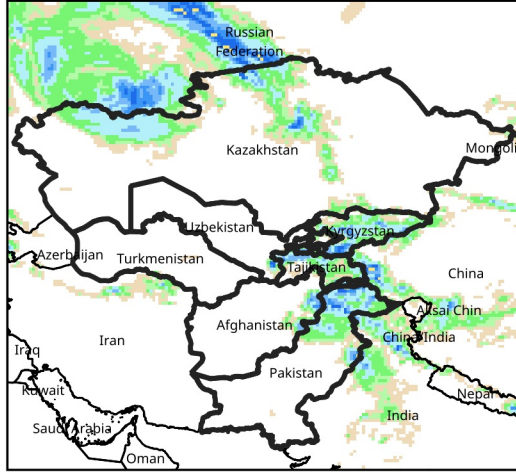 Russian
Federation
Kazakhstan
Mongoli
Uzbekistan
Kyrgyzstan
Azerbaijan
Turkmenistan
Tajikistan
China
Aksai Chin
Afghanistan
China/India
Iran
Iraq
Pakistan
Kuwait
Nepal
India
Saudi Arabia
Oman